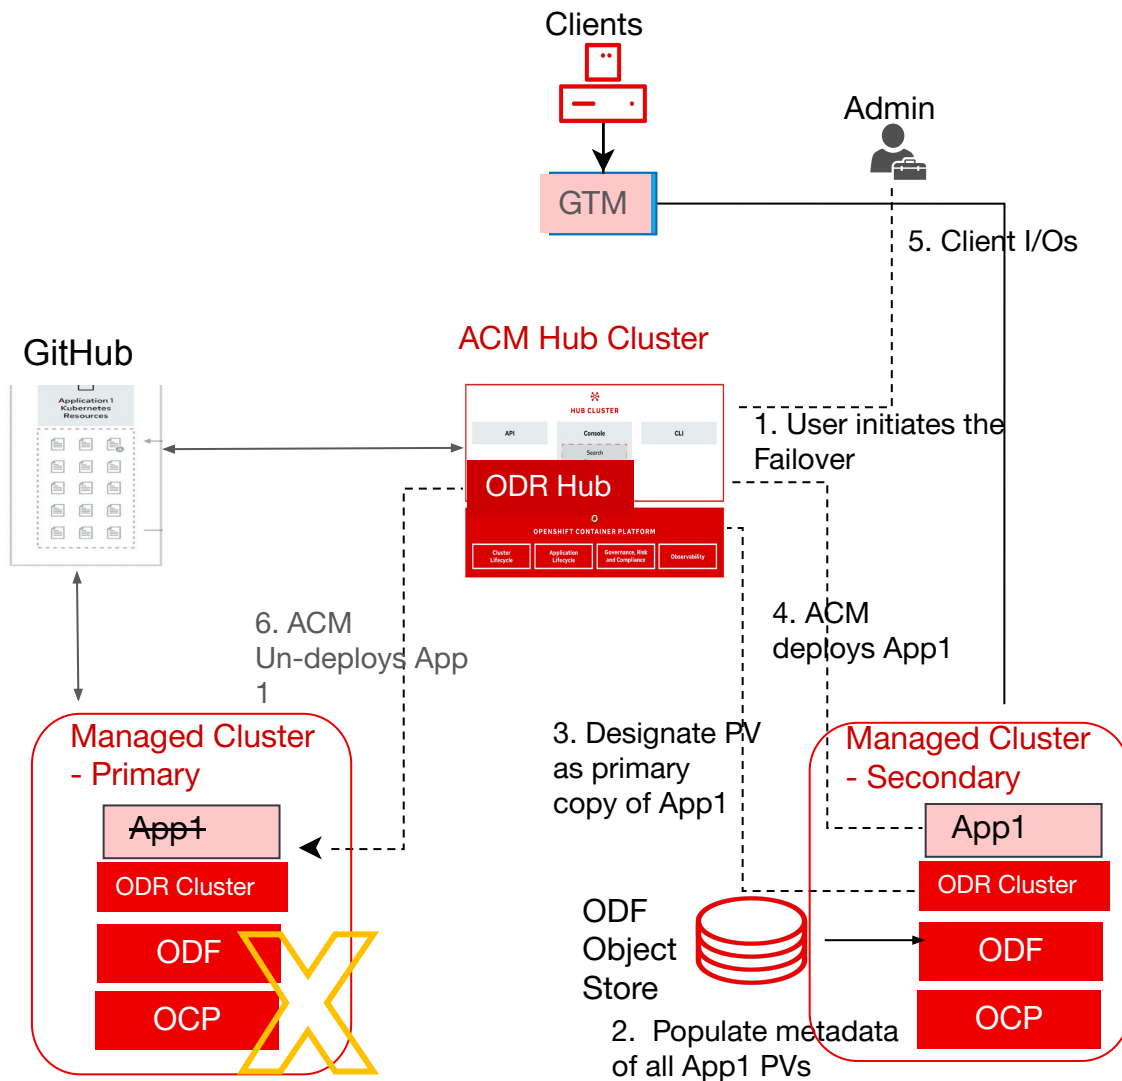 Clients
Admin
GTM
5. Client I/Os
ACM Hub Cluster
GitHub
Application 1
Kubernetes
Resources
HUB CLUSTER
API
Console
CLI
Search
1. User initiates the
Failover
ODR Hub
OPENSHIFT CONTAINER PLATFORM
Cluster
Lifecycle
Application
Lifecycle
Governance, Risk
and Compliance
Observability
6. ACM
Un-deploys App
1
4. ACM
deploys App1
3. Designate PV
as primary
copy of App1
Managed Cluster
- Primary
App1
ODR Cluster
ODF
OCP
Managed Cluster
- Secondary
App1
ODR Cluster
ODF
OCP
ODF
Object
Store
2. Populate metadata
of all App1 PVs